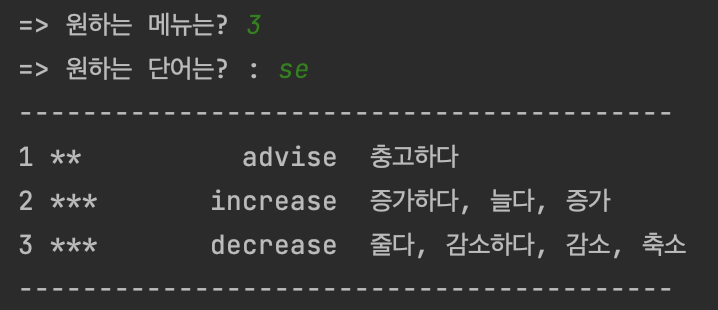 => 원하는 메뉴는? 3
=> 원하는 단어는? : se
-----------------------------------------
1 **          advise  충고하다
2 ***       increase  증가하다, 늘다, 증가
3 ***       decrease  줄다, 감소하다, 감소, 축소
-----------------------------------------